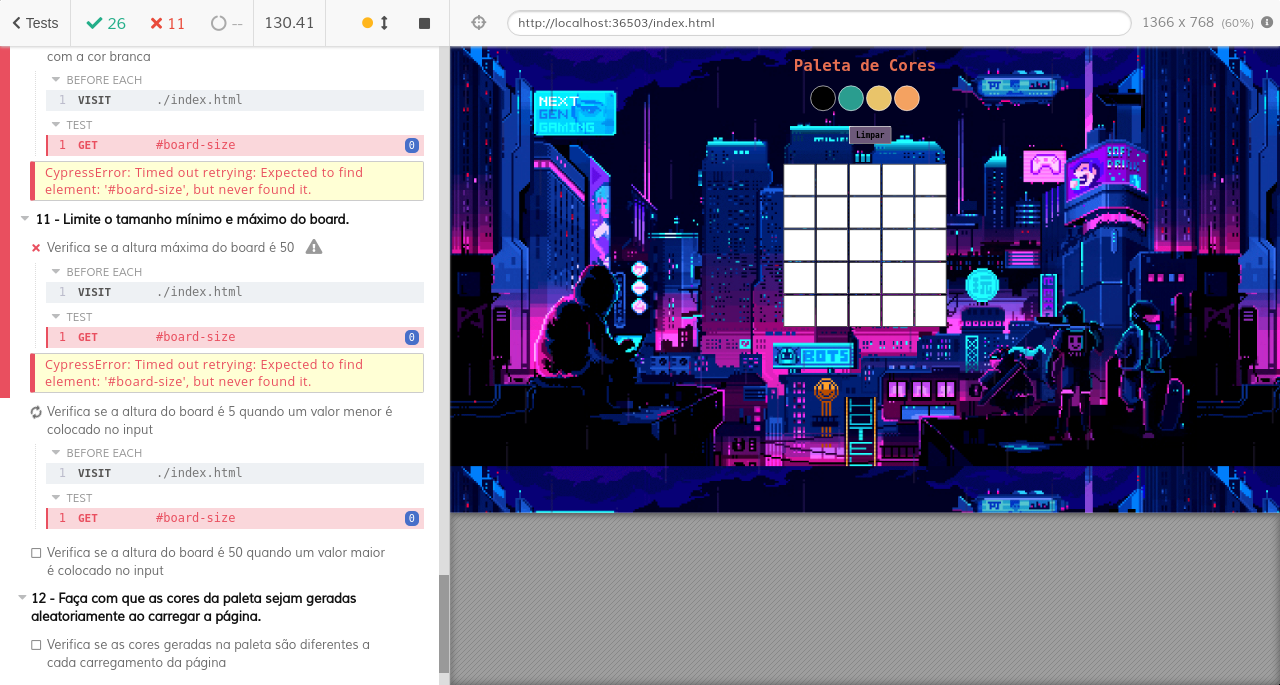 Tests
26
11
--
130.41
http://localhost:36503/index.html
1366 x 768 (60%)
com a cor branca
BEFORE EACH
1 VISIT ./index.html
TEST
1 GET #board-size 0
CypressError: Timed out retrying: Expected to find
element: '#board-size', but never found it.
11 - Limite o tamanho mínimo e máximo do board.
Verifica se a altura máxima do board é 50
BEFORE EACH
1 VISIT ./index.html
TEST
1 GET #board-size 0
CypressError: Timed out retrying: Expected to find
element: '#board-size', but never found it.
Verifica se a altura do board é 5 quando um valor menor é
colocado no input
BEFORE EACH
1 VISIT ./index.html
TEST
1 GET #board-size 0
Verifica se a altura do board é 50 quando um valor maior
é colocado no input
12 - Faça com que as cores da paleta sejam geradas
aleatoriamente ao carregar a página.
Verifica se as cores geradas na paleta são diferentes a
cada carregamento da página
Paleta de Cores
Limpar
NEXT
GEN
GAMING
SOF
DRINK
BOTS
HOTE